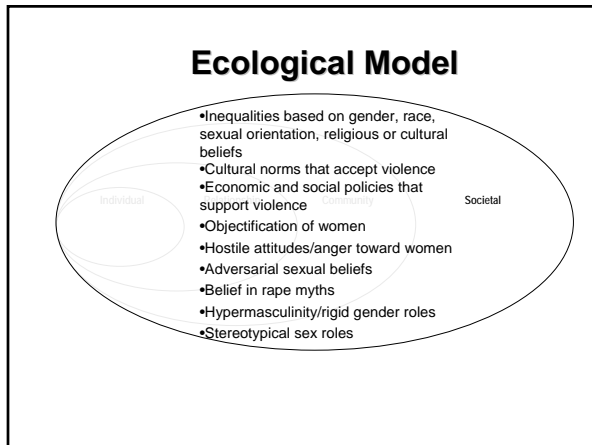 Ecological Model
•Inequalities based on gender, race,
sexual orientation, religious or cultural
beliefs
•Cultural norms that accept violence
•Economic and social policies that
support violence
Individual
Community
Societal
•Objectification of women
•Hostile attitudes/anger toward women
•Adversarial sexual beliefs
•Belief in rape myths
•Hypermasculinity/rigid gender roles
•Stereotypical sex roles